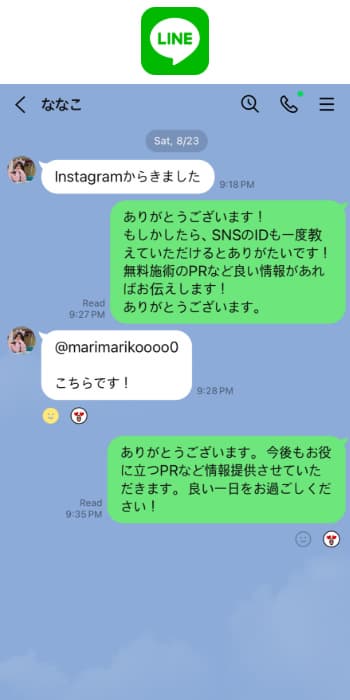 LINE
ななこ
Sat, 8/23
Instagramからきました
9:18 PM
ありがとうございます！
もしかしたら、SNSのIDも一度教
えていただけるとありがたいです！
無料施術のPRなど良い情報があれ
ばお伝えします！
ありがとうございます。
Read
9:27 PM
@marimarikoooo0
こちらです！
9:28 PM
ありがとうございます。今後もお役
に立つPRなど情報提供させていた
だきます。良い一日をお過ごしくだ
さい！
Read
9:35 PM